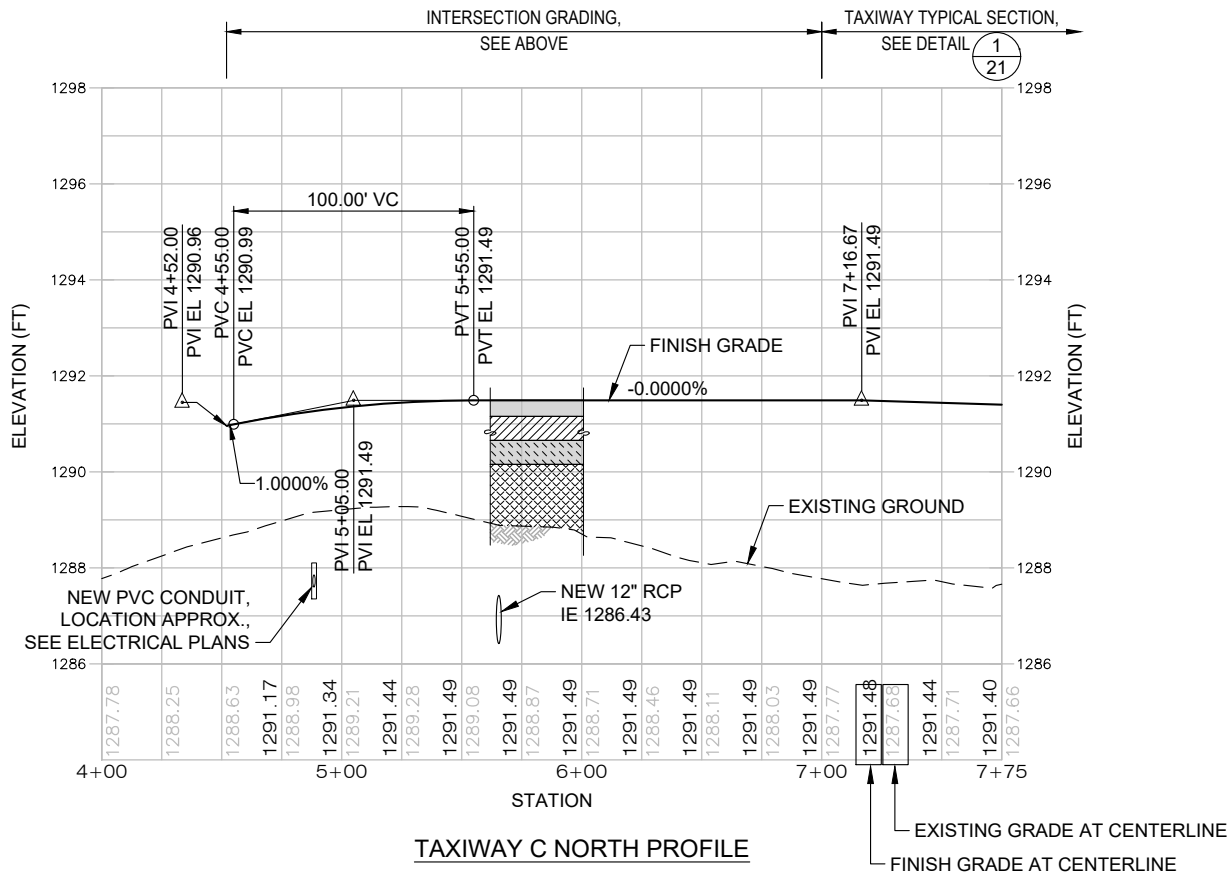 INTERSECTION GRADING,
SEE ABOVE
TAXIWAY TYPICAL SECTION,
SEE DETAIL
1
21
1298
1298
1296
1296
1294
1294
1292
1292
1290
1290
1288
1288
1286
1286
ELEVATION (FT)
ELEVATION (FT)
100.00' VC
PVI 4+52.00
PVI EL 1290.96
PVC 4+55.00
PVC EL 1290.99
PVT 5+55.00
PVT EL 1291.49
PVI 7+16.67
PVI EL 1291.49
FINISH GRADE
-0.0000%
1.0000%
PVI 5+05.00
PVI EL 1291.49
EXISTING GROUND
NEW PVC CONDUIT,
LOCATION APPROX.,
SEE ELECTRICAL PLANS
NEW 12" RCP
IE 1286.43
1287.78
1288.25
1288.63
1291.17
1288.98
1291.34
1289.21
1291.44
1289.28
1291.49
1289.08
1291.49
1288.87
1291.49
1288.71
1291.49
1288.46
1291.49
1288.11
1291.49
1288.03
1291.49
1287.77
1291.48
1287.68
1291.44
1287.71
1291.40
1287.66
4+00
5+00
6+00
7+00
7+75
STATION
EXISTING GRADE AT CENTERLINE
FINISH GRADE AT CENTERLINE
TAXIWAY C NORTH PROFILE